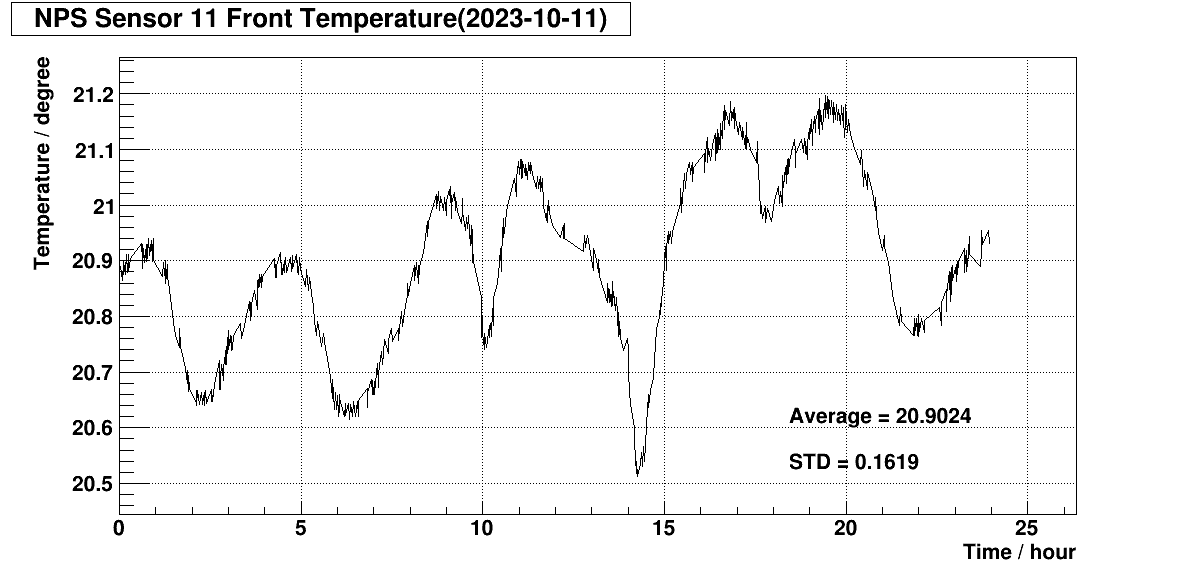 NPS Sensor 11 Front Temperature(2023-10-11)
Temperature / degree
21.2
21.1
21
20.9
20.8
20.7
20.6
20.5
Average = 20.9024
STD = 0.1619
0 5 10 15 20 25
Time / hour